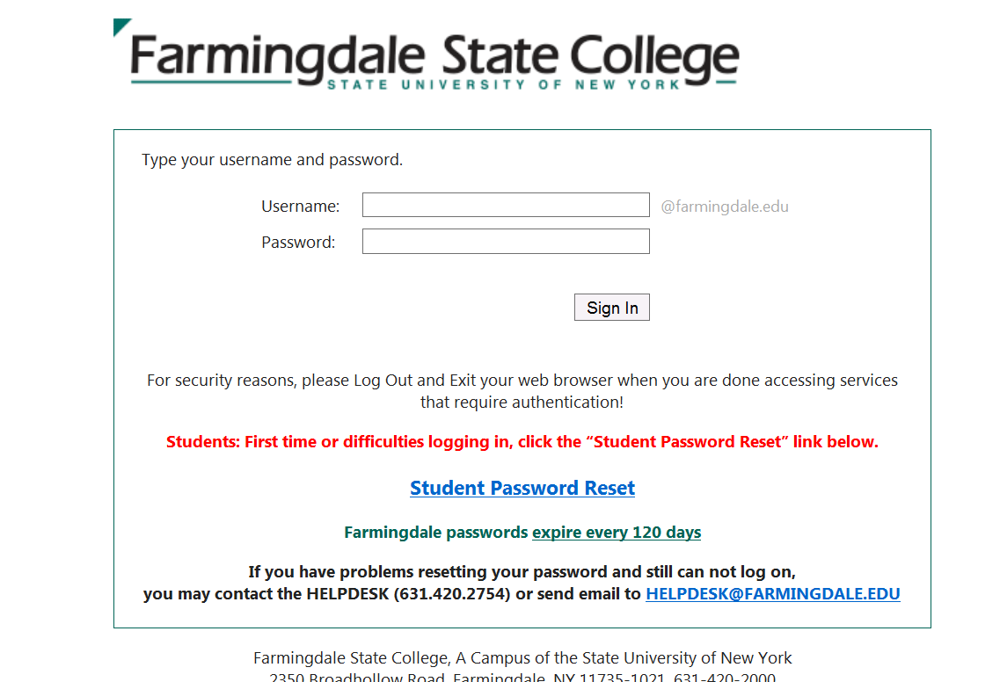 Farmingdale State College
STATE UNIVERSITY OF NEW YORK
Type your username and password.
Username: @farmingdale.edu
Password:
Sign In
For security reasons, please Log Out and Exit your web browser when you are done accessing services
that require authentication!
Students: First time or difficulties logging in, click the “Student Password Reset” link below.
Student Password Reset
Farmingdale passwords expire every 120 days
If you have problems resetting your password and still can not log on,
you may contact the HELPDESK (631.420.2754) or send email to HELPDESK@FARMINGDALE.EDU
Farmingdale State College, A Campus of the State University of New York
2350 Broadhollow Road, Farmingdale, NY 11735-1021, 631-420-2000